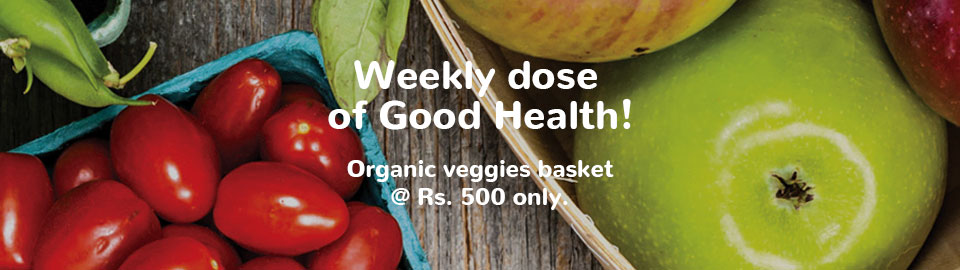 Weekly dose
of Good Health!
Organic veggies basket
@ Rs. 500 only.